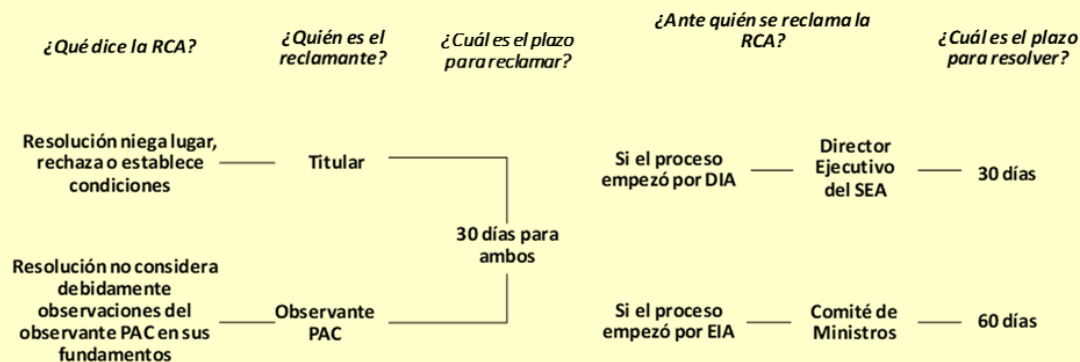 ¿Qué dice la RCA?
¿Quién es el
reclamante?
¿Cuál es el plazo
para reclamar?
¿Ante quién se reclama la
RCA?
¿Cuál es el plazo
para resolver?
Resolución niega lugar,
rechaza o establece
condiciones
Titular
Si el proceso
empezó por DIA
Director
Ejecutivo
del SEA
30 días
30 días para
ambos
Resolución no considera
debidamente
observaciones del
observante PAC en sus
fundamentos
Observante
PAC
Si el proceso
empezó por EIA
Comité de
Ministros
60 días